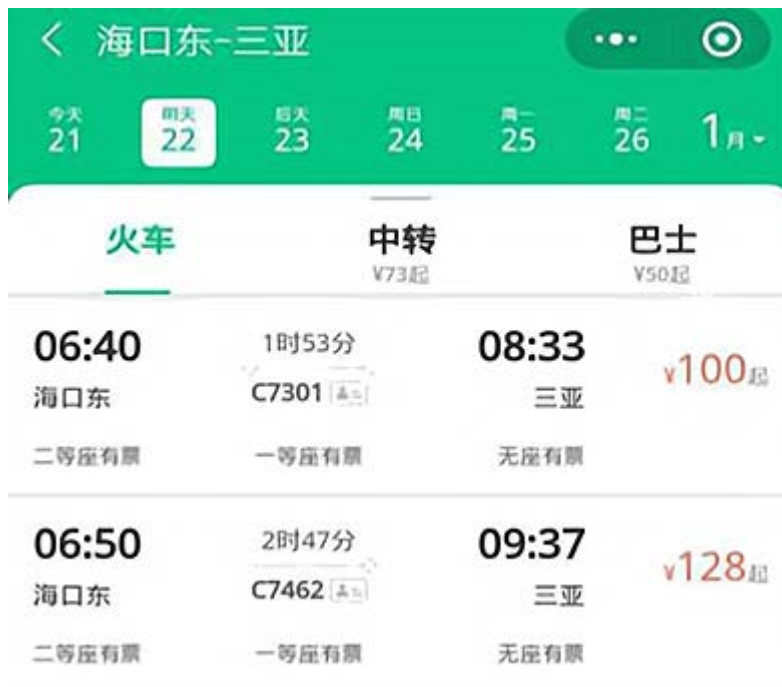 海口东-三亚
今天 明天 后天 周日 周一 周二
21 22 23 24 25 26 1月
火车 中转 巴士
¥73起 ¥50起
06:40 1时53分 08:33 ¥100起
海口东 C7301 三亚
二等座有票 一等座有票 无座有票
06:50 2时47分 09:37 ¥128起
海口东 C7462 三亚
二等座有票 一等座有票 无座有票